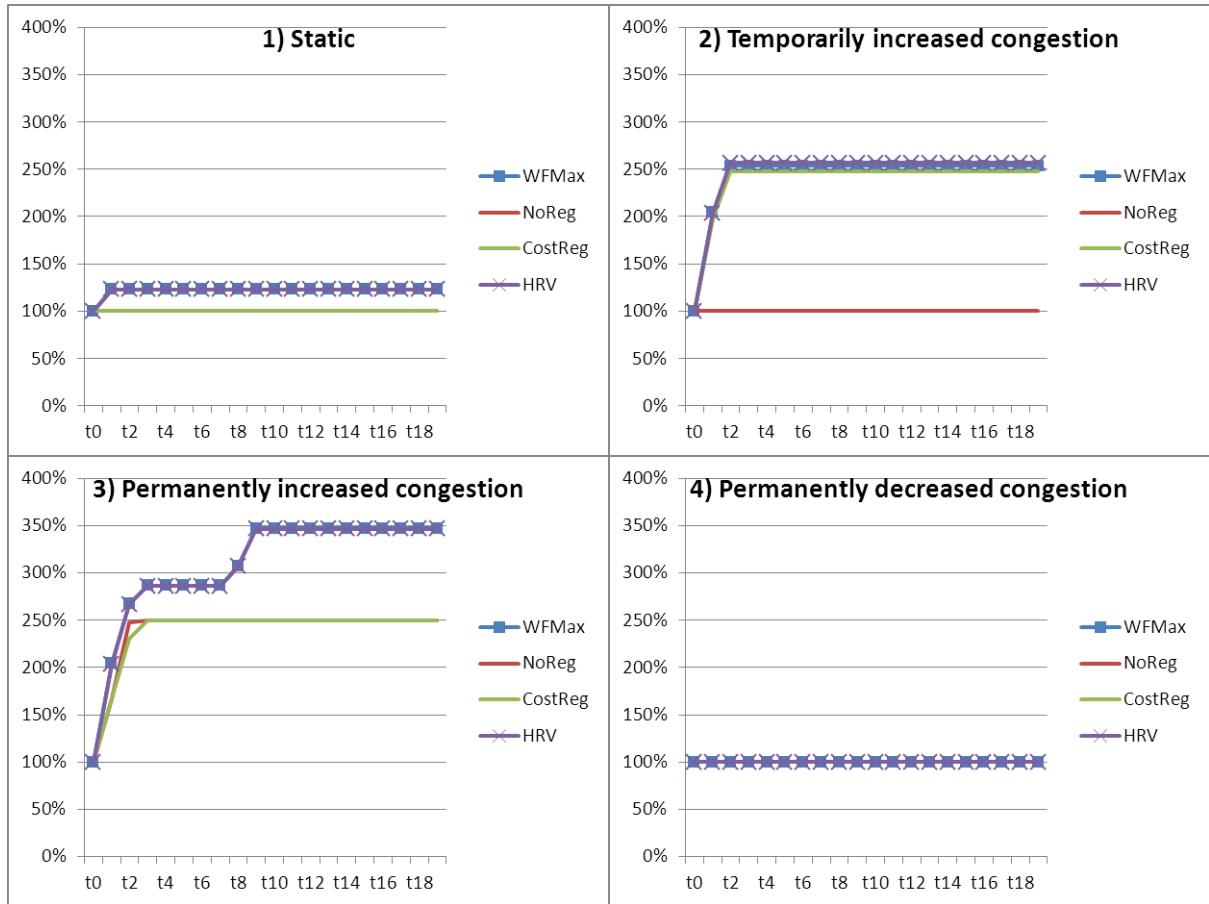 1) Static
400%
350%
300%
250%
200%
150%
100%
50%
0%
t0 t2 t4 t6 t8 t10 t12 t14 t16 t18
WFMax
NoReg
CostReg
HRV
2) Temporarily increased congestion
400%
350%
300%
250%
200%
150%
100%
50%
0%
t0 t2 t4 t6 t8 t10 t12 t14 t16 t18
WFMax
NoReg
CostReg
HRV
3) Permanently increased congestion
400%
350%
300%
250%
200%
150%
100%
50%
0%
t0 t2 t4 t6 t8 t10 t12 t14 t16 t18
WFMax
NoReg
CostReg
HRV
4) Permanently decreased congestion
400%
350%
300%
250%
200%
150%
100%
50%
0%
t0 t2 t4 t6 t8 t10 t12 t14 t16 t18
WFMax
NoReg
CostReg
HRV